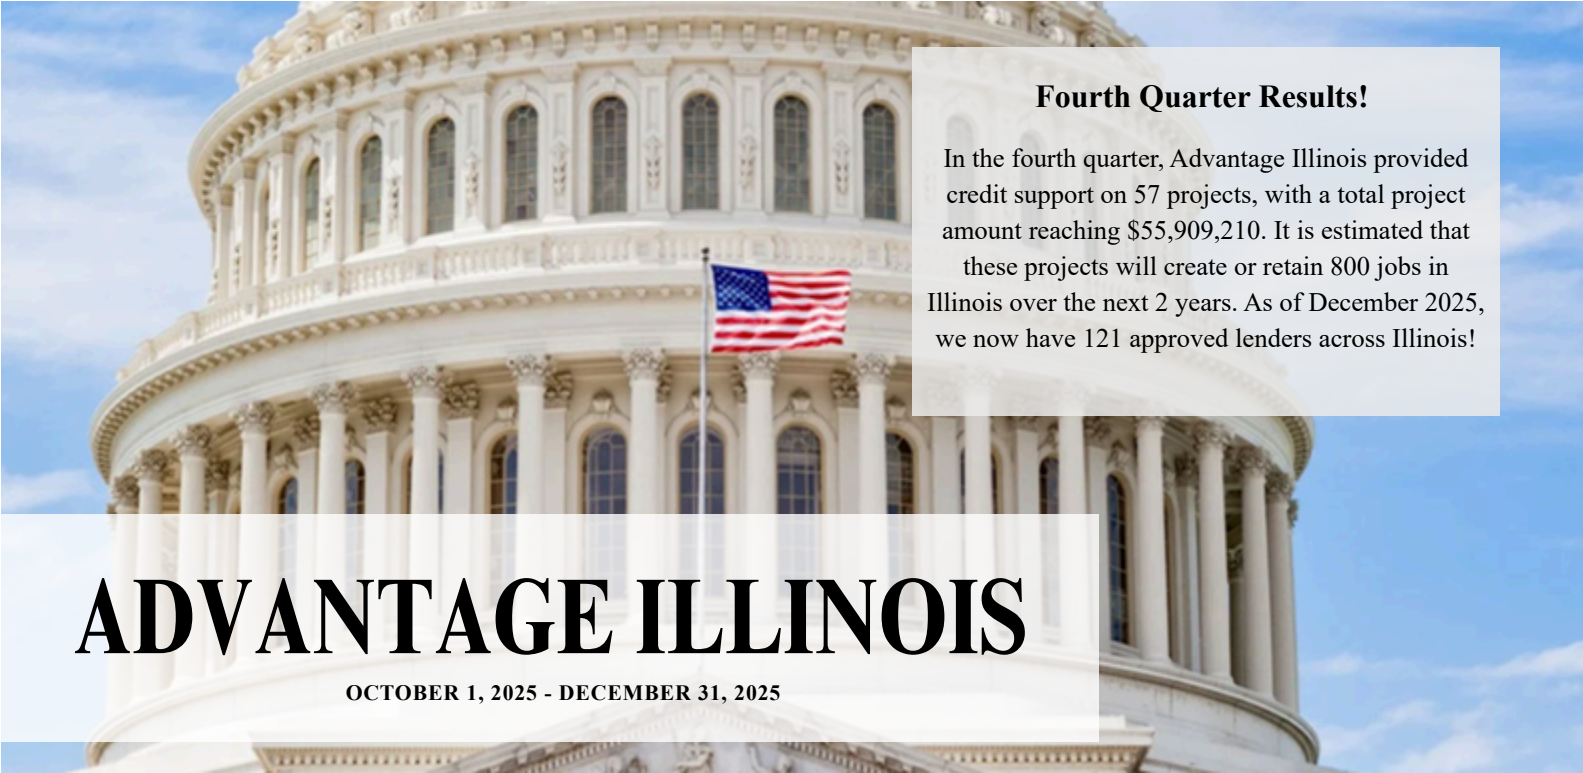 Fourth Quarter Results!
In the fourth quarter, Advantage Illinois provided
credit support on 57 projects, with a total project
amount reaching $55,909,210. It is estimated that
these projects will create or retain 800 jobs in
Illinois over the next 2 years. As of December 2025,
we now have 121 approved lenders across Illinois!
ADVANTAGE ILLINOIS
OCTOBER 1, 2025 - DECEMBER 31, 2025